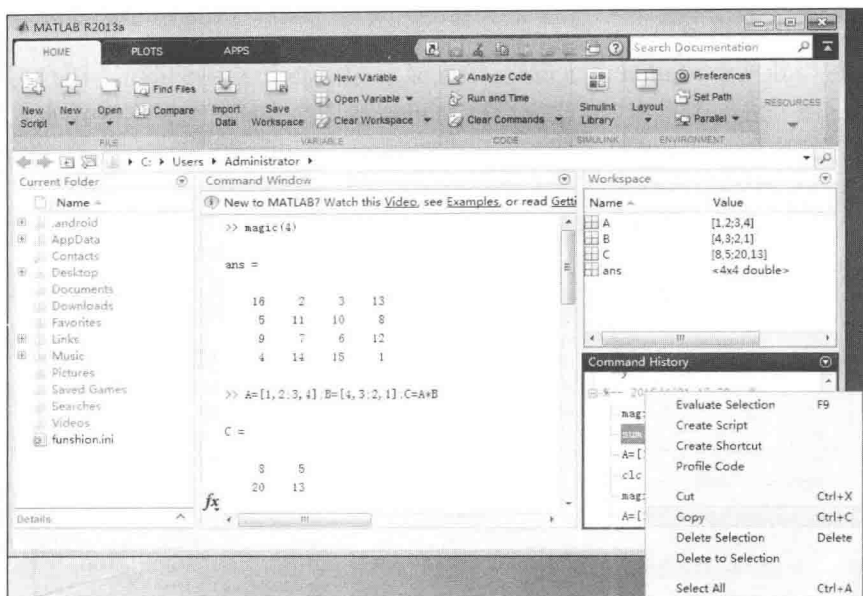 MATLAB R2013a
HOME PLOTS APPS
Search Documentation
New Script
New
Open
Find Files
Compare
FILE
Import Data
Save Workspace
New Variable
Open Variable
Clear Workspace
VARIABLE
Analyze Code
Run and Time
Clear Commands
CODE
Simulink Library
SIMULINK
Layout
Preferences
Set Path
Parallel
ENVIRONMENT
RESOURCES
C: Users Administrator
Current Folder
Name
.android
AppData
Contacts
Desktop
Documents
Downloads
Favorites
Links
Music
Pictures
Saved Games
Searches
Videos
funshion.ini
Details
Command Window
New to MATLAB? Watch this Video, see Examples, or read Getti
>> magic(4)
ans =
16 2 3 13
5 11 10 8
9 7 6 12
4 14 15 1
>> A=[1,2;3,4];B=[4,3;2,1];C=A*B
C =
8 5
20 13
fx
Workspace
Name Value
A [1,2;3,4]
B [4,3;2,1]
C [8,5;20,13]
ans <4x4 double>
Command History
mag
A=[
clc
mag
A=[
Evaluate Selection F9
Create Script
Create Shortcut
Profile Code
Cut Ctrl+X
Copy Ctrl+C
Delete Selection Delete
Delete to Selection
Select All Ctrl+A